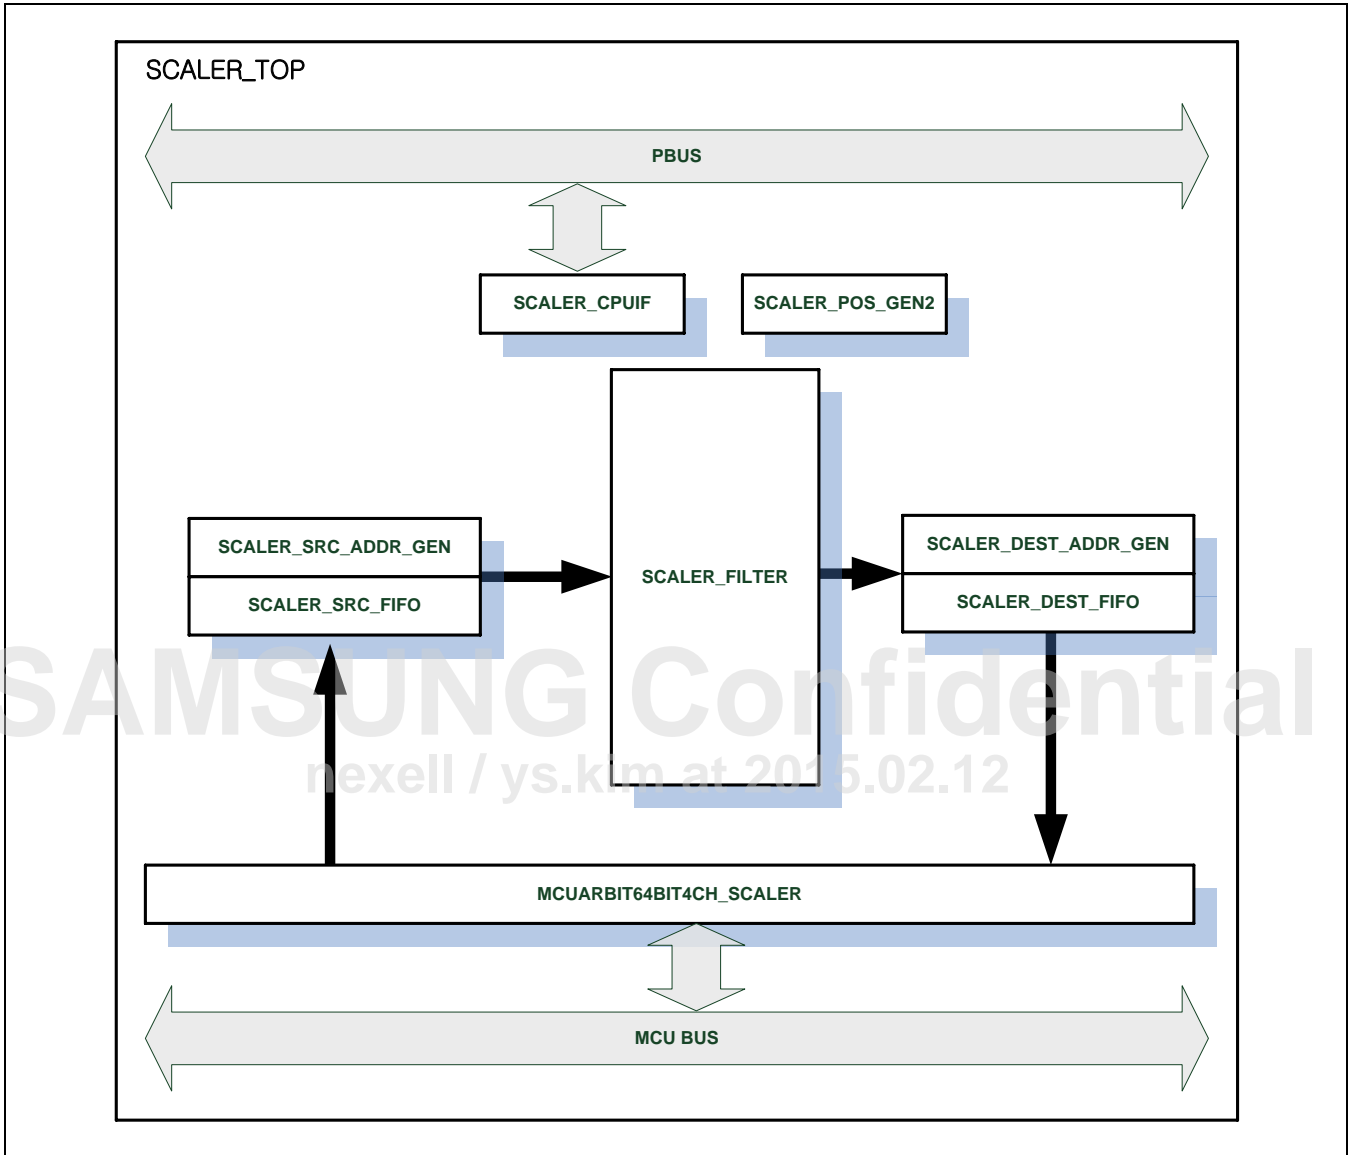 SCALER_TOP
PBUS
SCALER_CPUIF
SCALER_POS_GEN2
SCALER_SRC_ADDR_GEN
SCALER_SRC_FIFO
SCALER_FILTER
SCALER_DEST_ADDR_GEN
SCALER_DEST_FIFO
SAMSUNG Confidential
nexell / ys.kim at 2015.02.12
MCUARBIT64BIT4CH_SCALER
MCU BUS